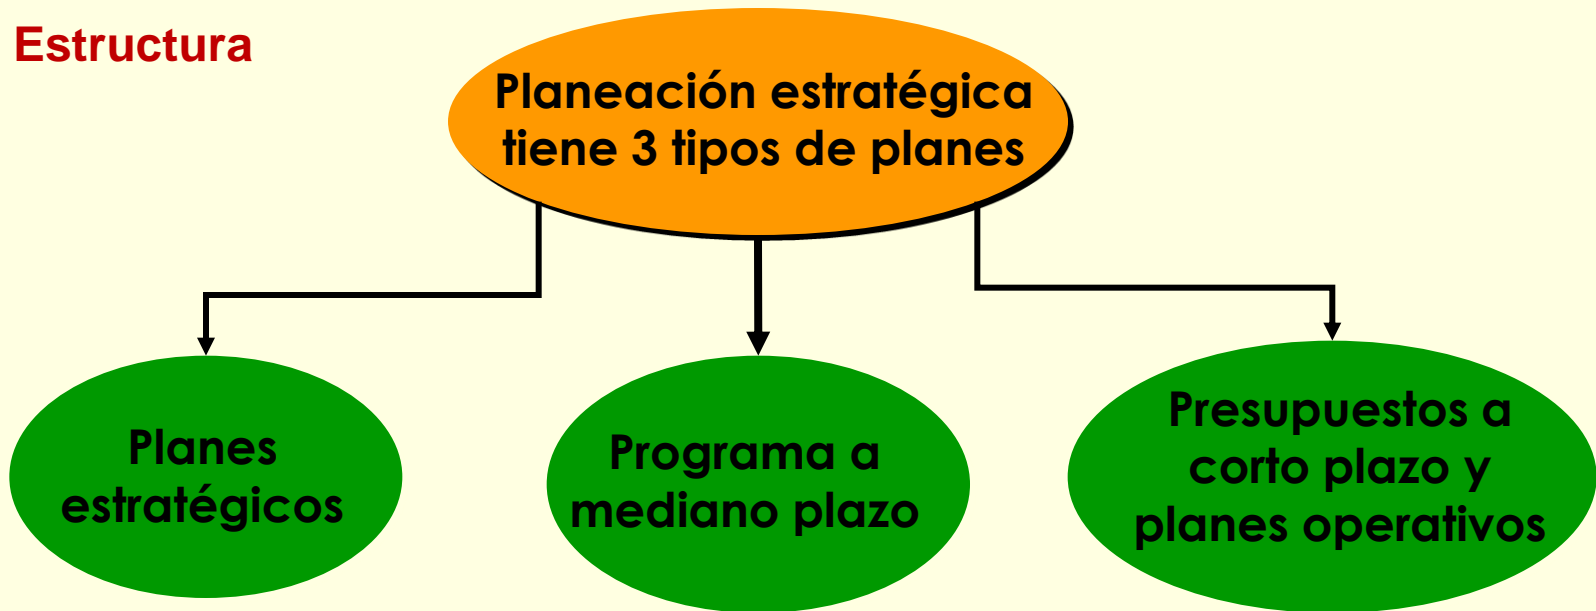 Estructura
Planeación estratégica
tiene 3 tipos de planes
Planes
estratégicos
Programa a
mediano plazo
Presupuestos a
corto plazo y
planes operativos